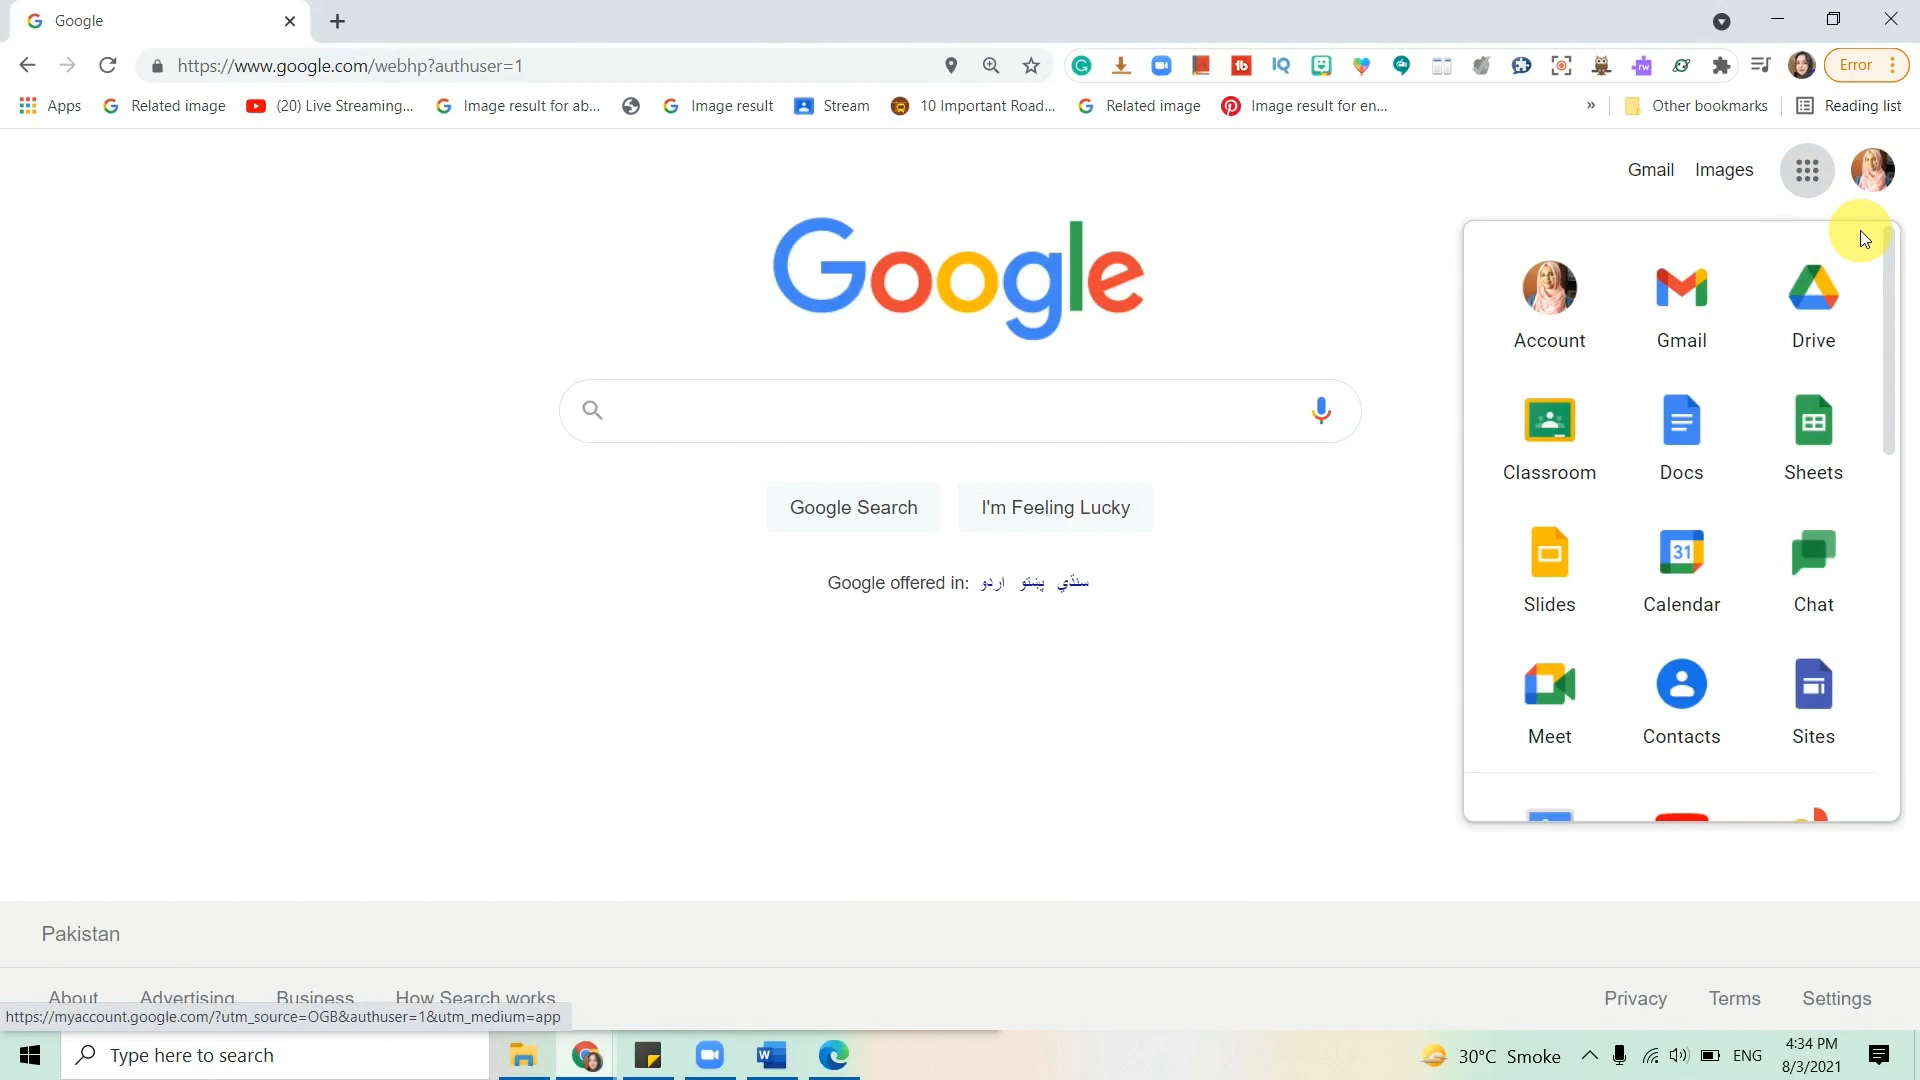 Google
https://www.google.com/webhp?authuser=1
Error
Apps
Related image
(20) Live Streaming...
Image result for ab...
Image result
Stream
10 Important Road...
Related image
Image result for en...
»
Other bookmarks
Reading list
Gmail
Images
Google
Account
Gmail
Drive
Classroom
Docs
Sheets
Slides
31
Calendar
Chat
Meet
Contacts
Sites
Google Search
I'm Feeling Lucky
Google offered in: اردو پښتو سنڌي
Pakistan
About
Advertising
Business
How Search works
Privacy
Terms
Settings
https://myaccount.google.com/?utm_source=OGB&authuser=1&utm_medium=app
Type here to search
30°C Smoke
ENG
4:34 PM
8/3/2021